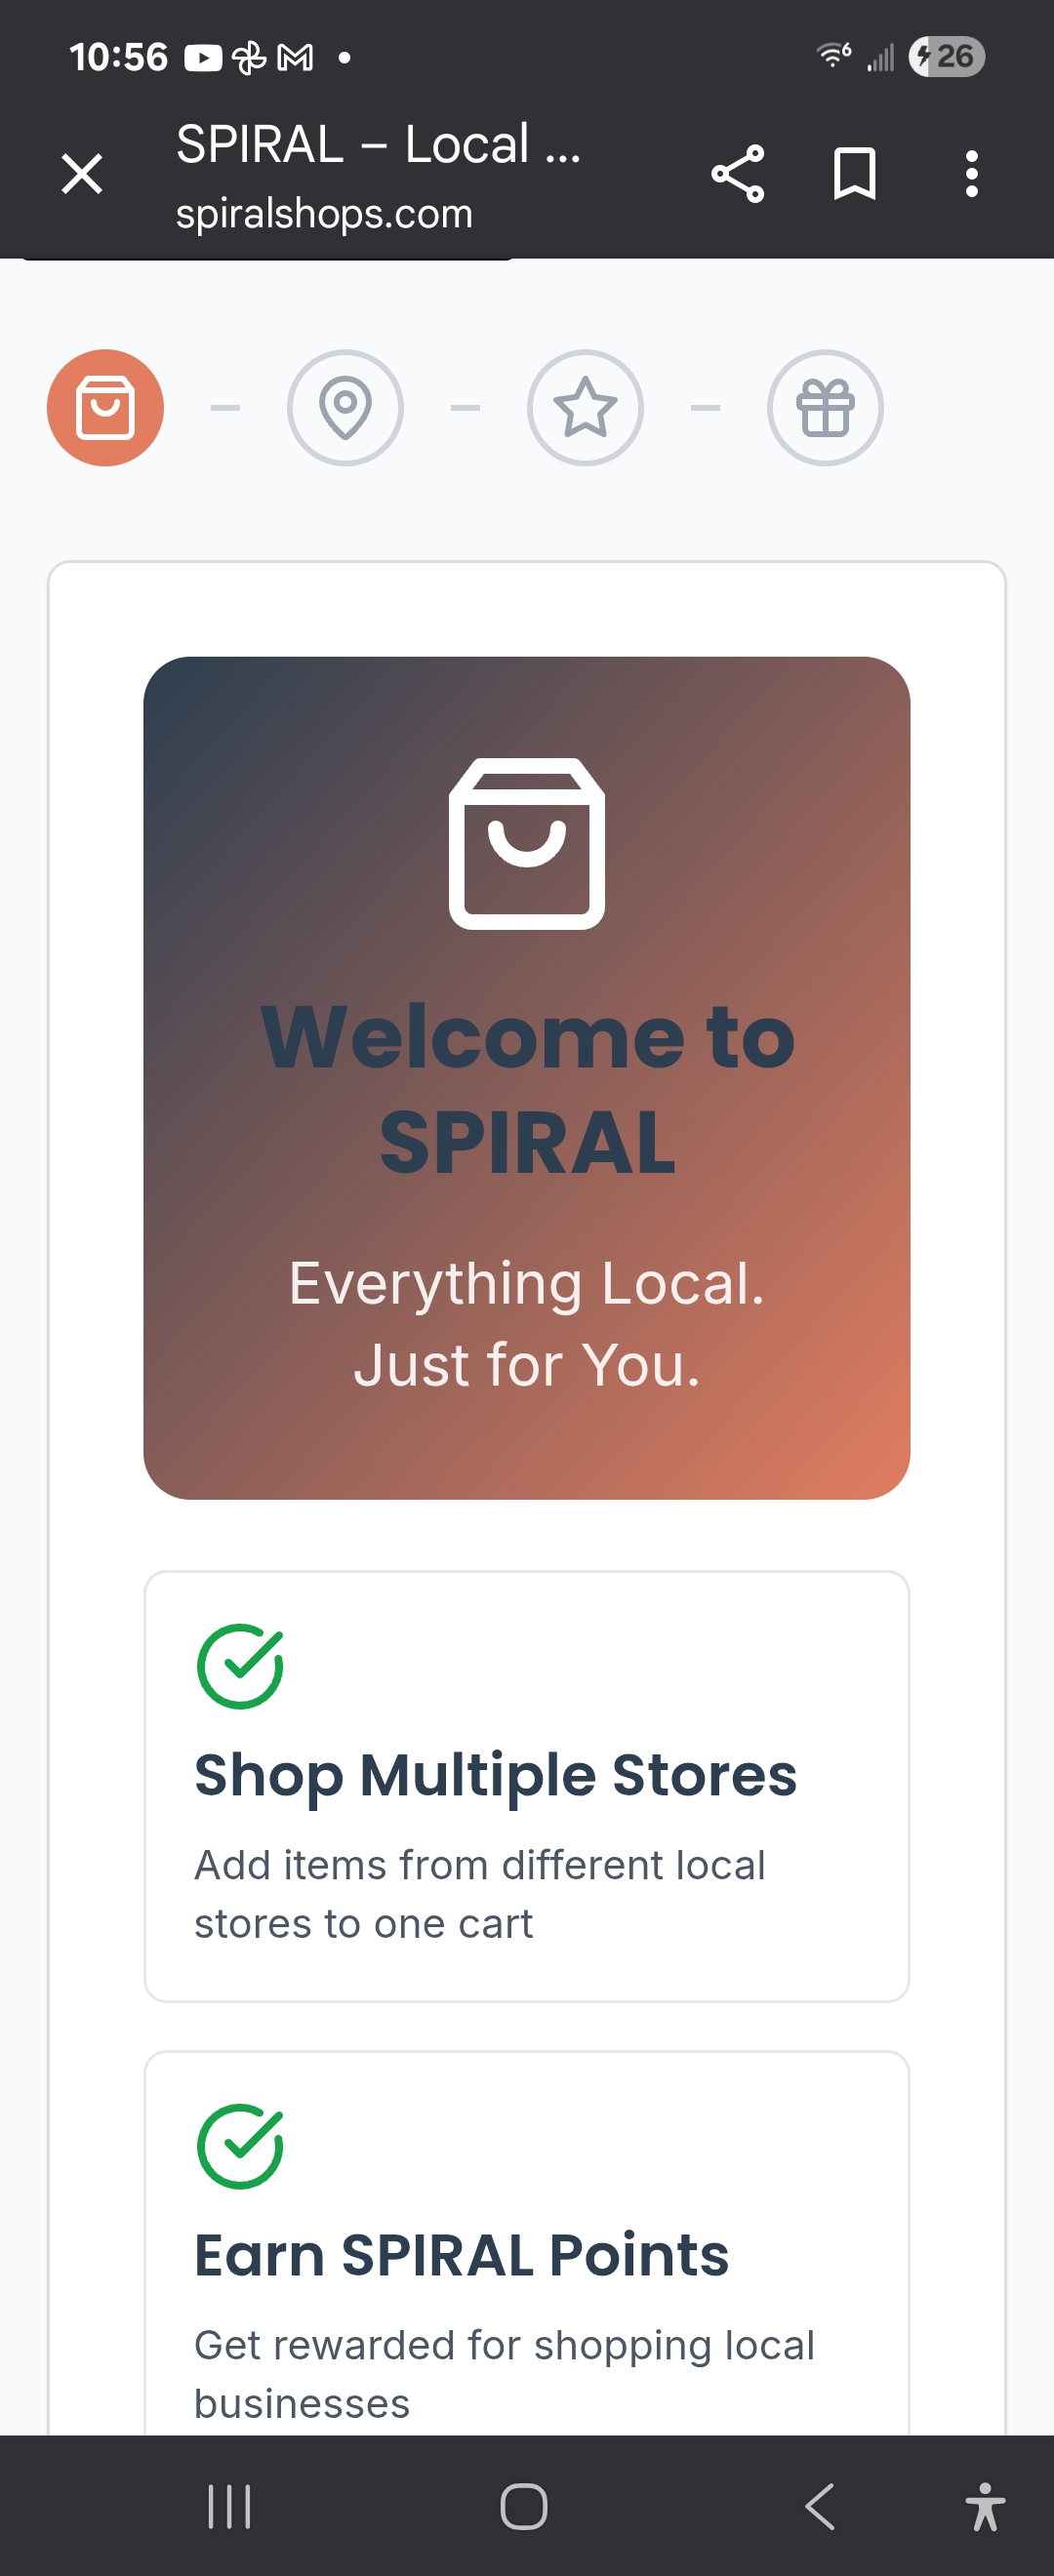 10:56
26
SPIRAL – Local ...
spiralshops.com
Welcome to
SPIRAL
Everything Local.
Just for You.
Shop Multiple Stores
Add items from different local
stores to one cart
Earn SPIRAL Points
Get rewarded for shopping local
businesses